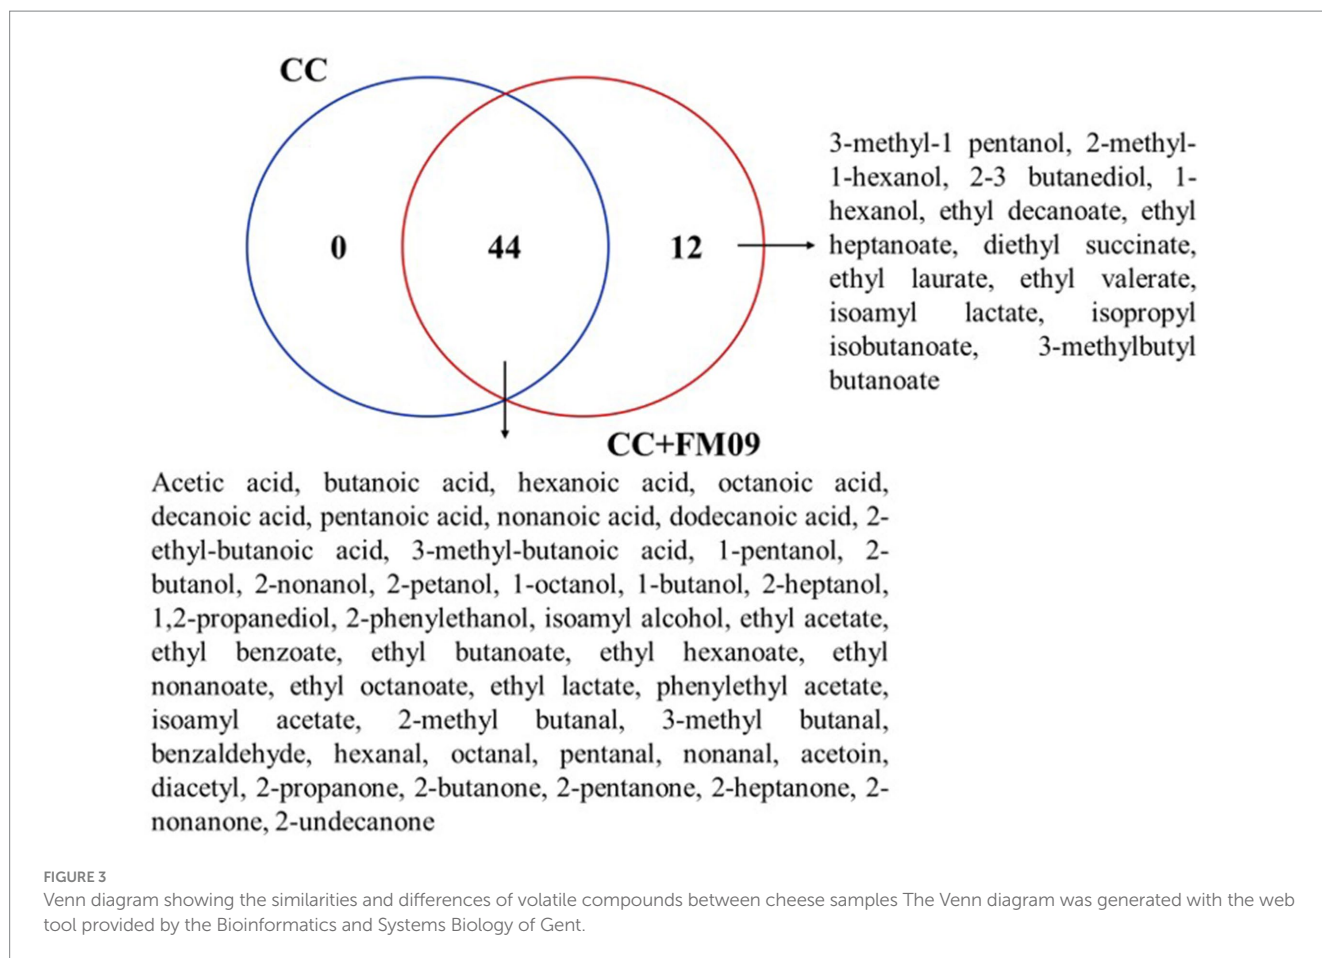 CC
0
44
12
3-methyl-1 pentanol, 2-methyl-
1-hexanol, 2-3 butanediol, 1-
hexanol, ethyl decanoate, ethyl
heptanoate, diethyl succinate,
ethyl laurate, ethyl valerate,
isoamyl lactate, isopropyl
isobutanoate, 3-methylbutyl
butanoate
CC+FM09
Acetic acid, butanoic acid, hexanoic acid, octanoic acid,
decanoic acid, pentanoic acid, nonanoic acid, dodecanoic acid, 2-
ethyl-butanoic acid, 3-methyl-butanoic acid, 1-pentanol, 2-
butanol, 2-nonanol, 2-petanol, 1-octanol, 1-butanol, 2-heptanol,
1,2-propanediol, 2-phenylethanol, isoamyl alcohol, ethyl acetate,
ethyl benzoate, ethyl butanoate, ethyl hexanoate, ethyl
nonanoate, ethyl octanoate, ethyl lactate, phenylethyl acetate,
isoamyl acetate, 2-methyl butanal, 3-methyl butanal,
benzaldehyde, hexanal, octanal, pentanal, nonanal, acetoin,
diacetyl, 2-propanone, 2-butanone, 2-pentanone, 2-heptanone, 2-
nonanone, 2-undecanone
FIGURE 3
Venn diagram showing the similarities and differences of volatile compounds between cheese samples The Venn diagram was generated with the web
tool provided by the Bioinformatics and Systems Biology of Gent.